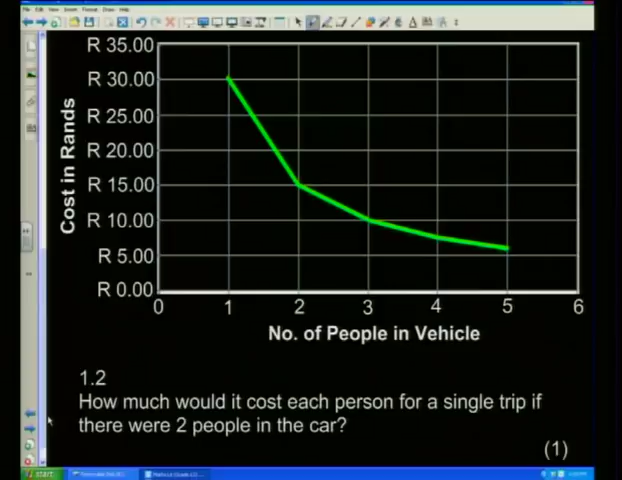 R 35.00
R 30.00
R 25.00
R 20.00
R 15.00
R 10.00
R 5.00
R 0.00
Cost in Rands
0 1 2 3 4 5 6
No. of People in Vehicle
1.2
How much would it cost each person for a single trip if
there were 2 people in the car?
(1)
start